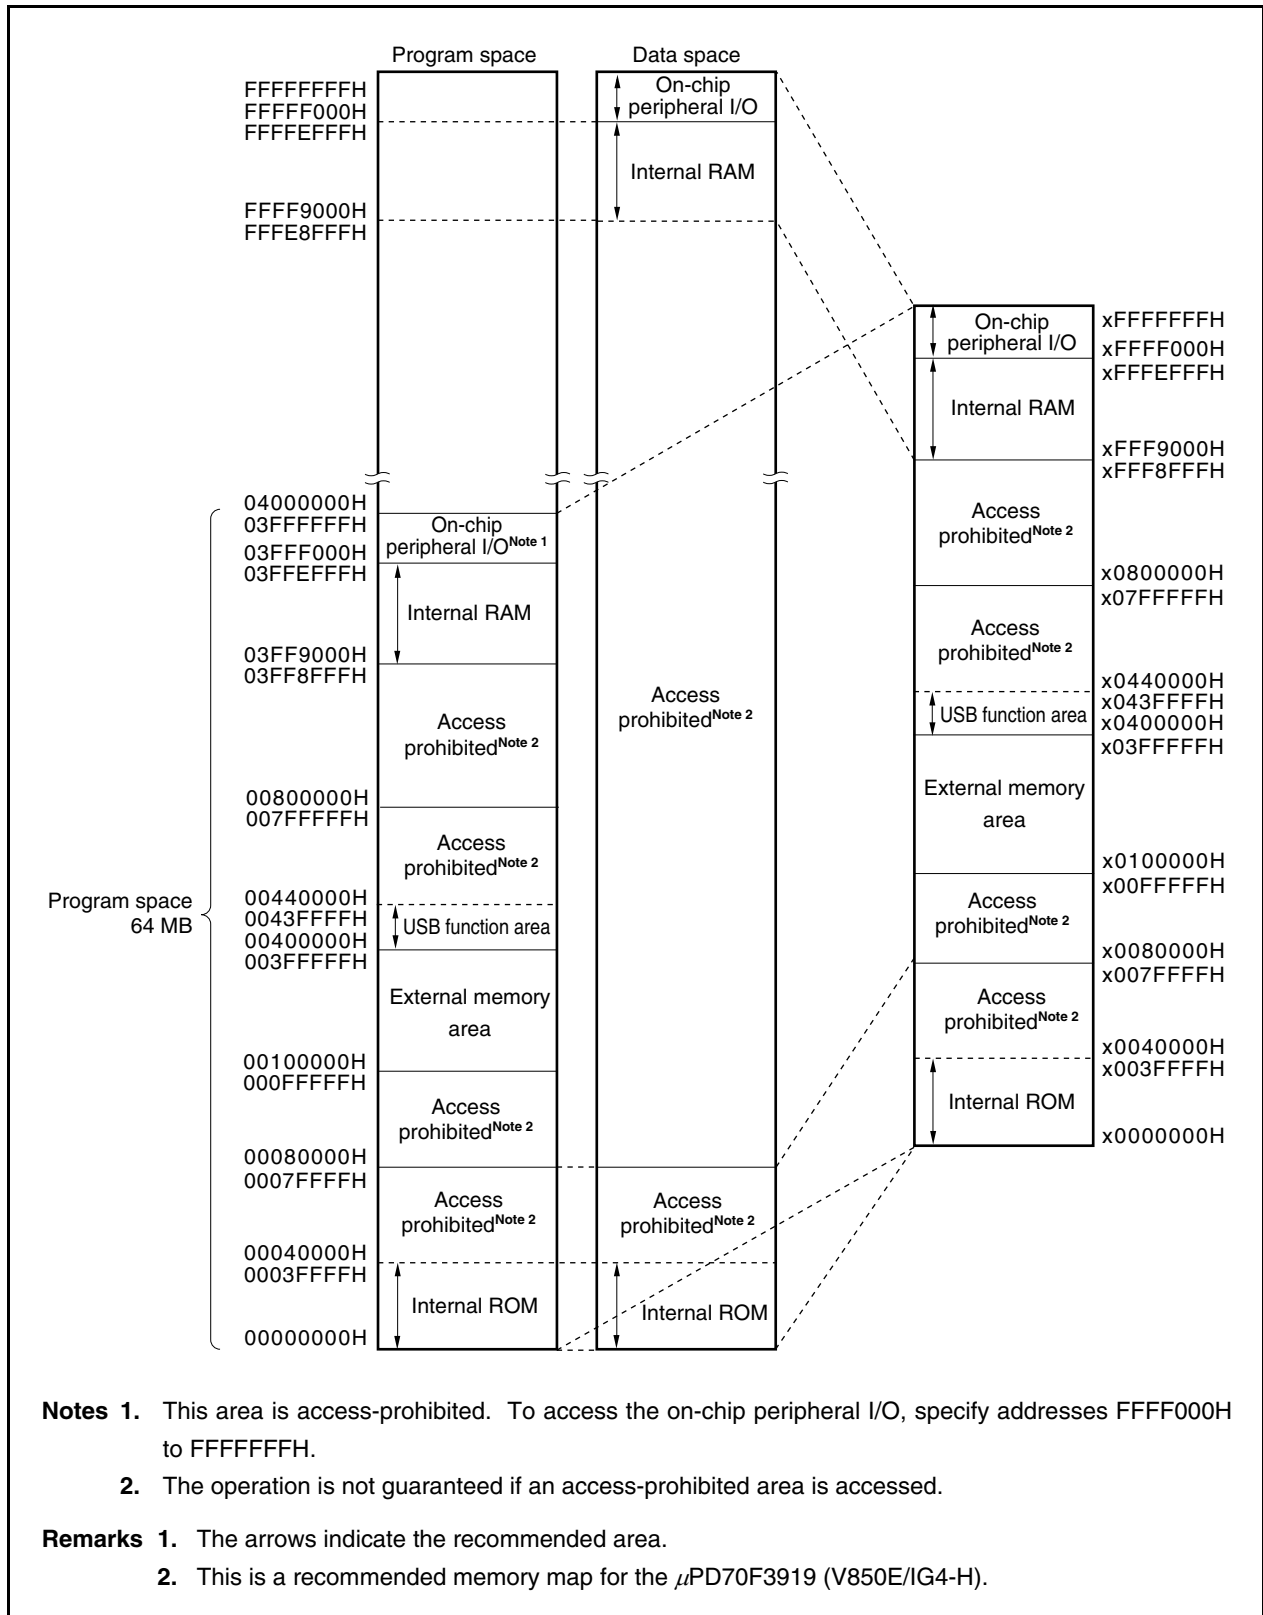 Program space
Data space
FFFFFFFFH
FFFFF000H
FFFFEFFFH
FFFF9000H
FFFE8FFFH
On-chip
peripheral I/O
Internal RAM
04000000H
03FFFFFFH
03FFF000H
03FFEFFFH
03FF9000H
03FF8FFFH
00800000H
007FFFFFH
00440000H
0043FFFFH
00400000H
003FFFFFH
00100000H
000FFFFFH
00080000H
0007FFFFH
00040000H
0003FFFFH
00000000H
Program space
64 MB
On-chip
peripheral I/ONote 1
Internal RAM
Access
prohibitedNote 2
Access
prohibitedNote 2
USB function area
External memory
area
Access
prohibitedNote 2
Access
prohibitedNote 2
Internal ROM
Access
prohibitedNote 2
Access
prohibitedNote 2
Internal ROM
On-chip
peripheral I/O
Internal RAM
Access
prohibitedNote 2
Access
prohibitedNote 2
USB function area
External memory
area
Access
prohibitedNote 2
Access
prohibitedNote 2
Internal ROM
xFFFFFFFH
xFFFF000H
xFFFEFFFH
xFFF9000H
xFFF8FFFH
x0800000H
x07FFFFFH
x0440000H
x043FFFFH
x0400000H
x03FFFFFH
x0100000H
x00FFFFFH
x0080000H
x007FFFFH
x0040000H
x003FFFFH
x0000000H
Notes 1. This area is access-prohibited. To access the on-chip peripheral I/O, specify addresses FFFF000H
to FFFFFFFH.
2. The operation is not guaranteed if an access-prohibited area is accessed.
Remarks 1. The arrows indicate the recommended area.
2. This is a recommended memory map for the μPD70F3919 (V850E/IG4-H).